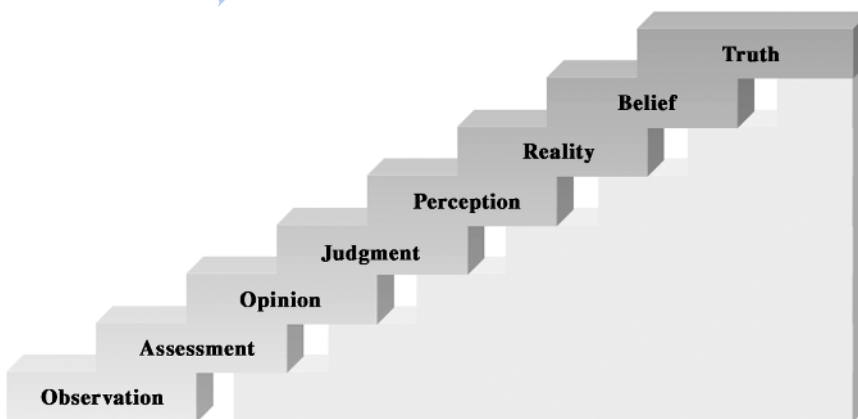 Truth
Belief
Reality
Perception
Judgment
Opinion
Assessment
Observation